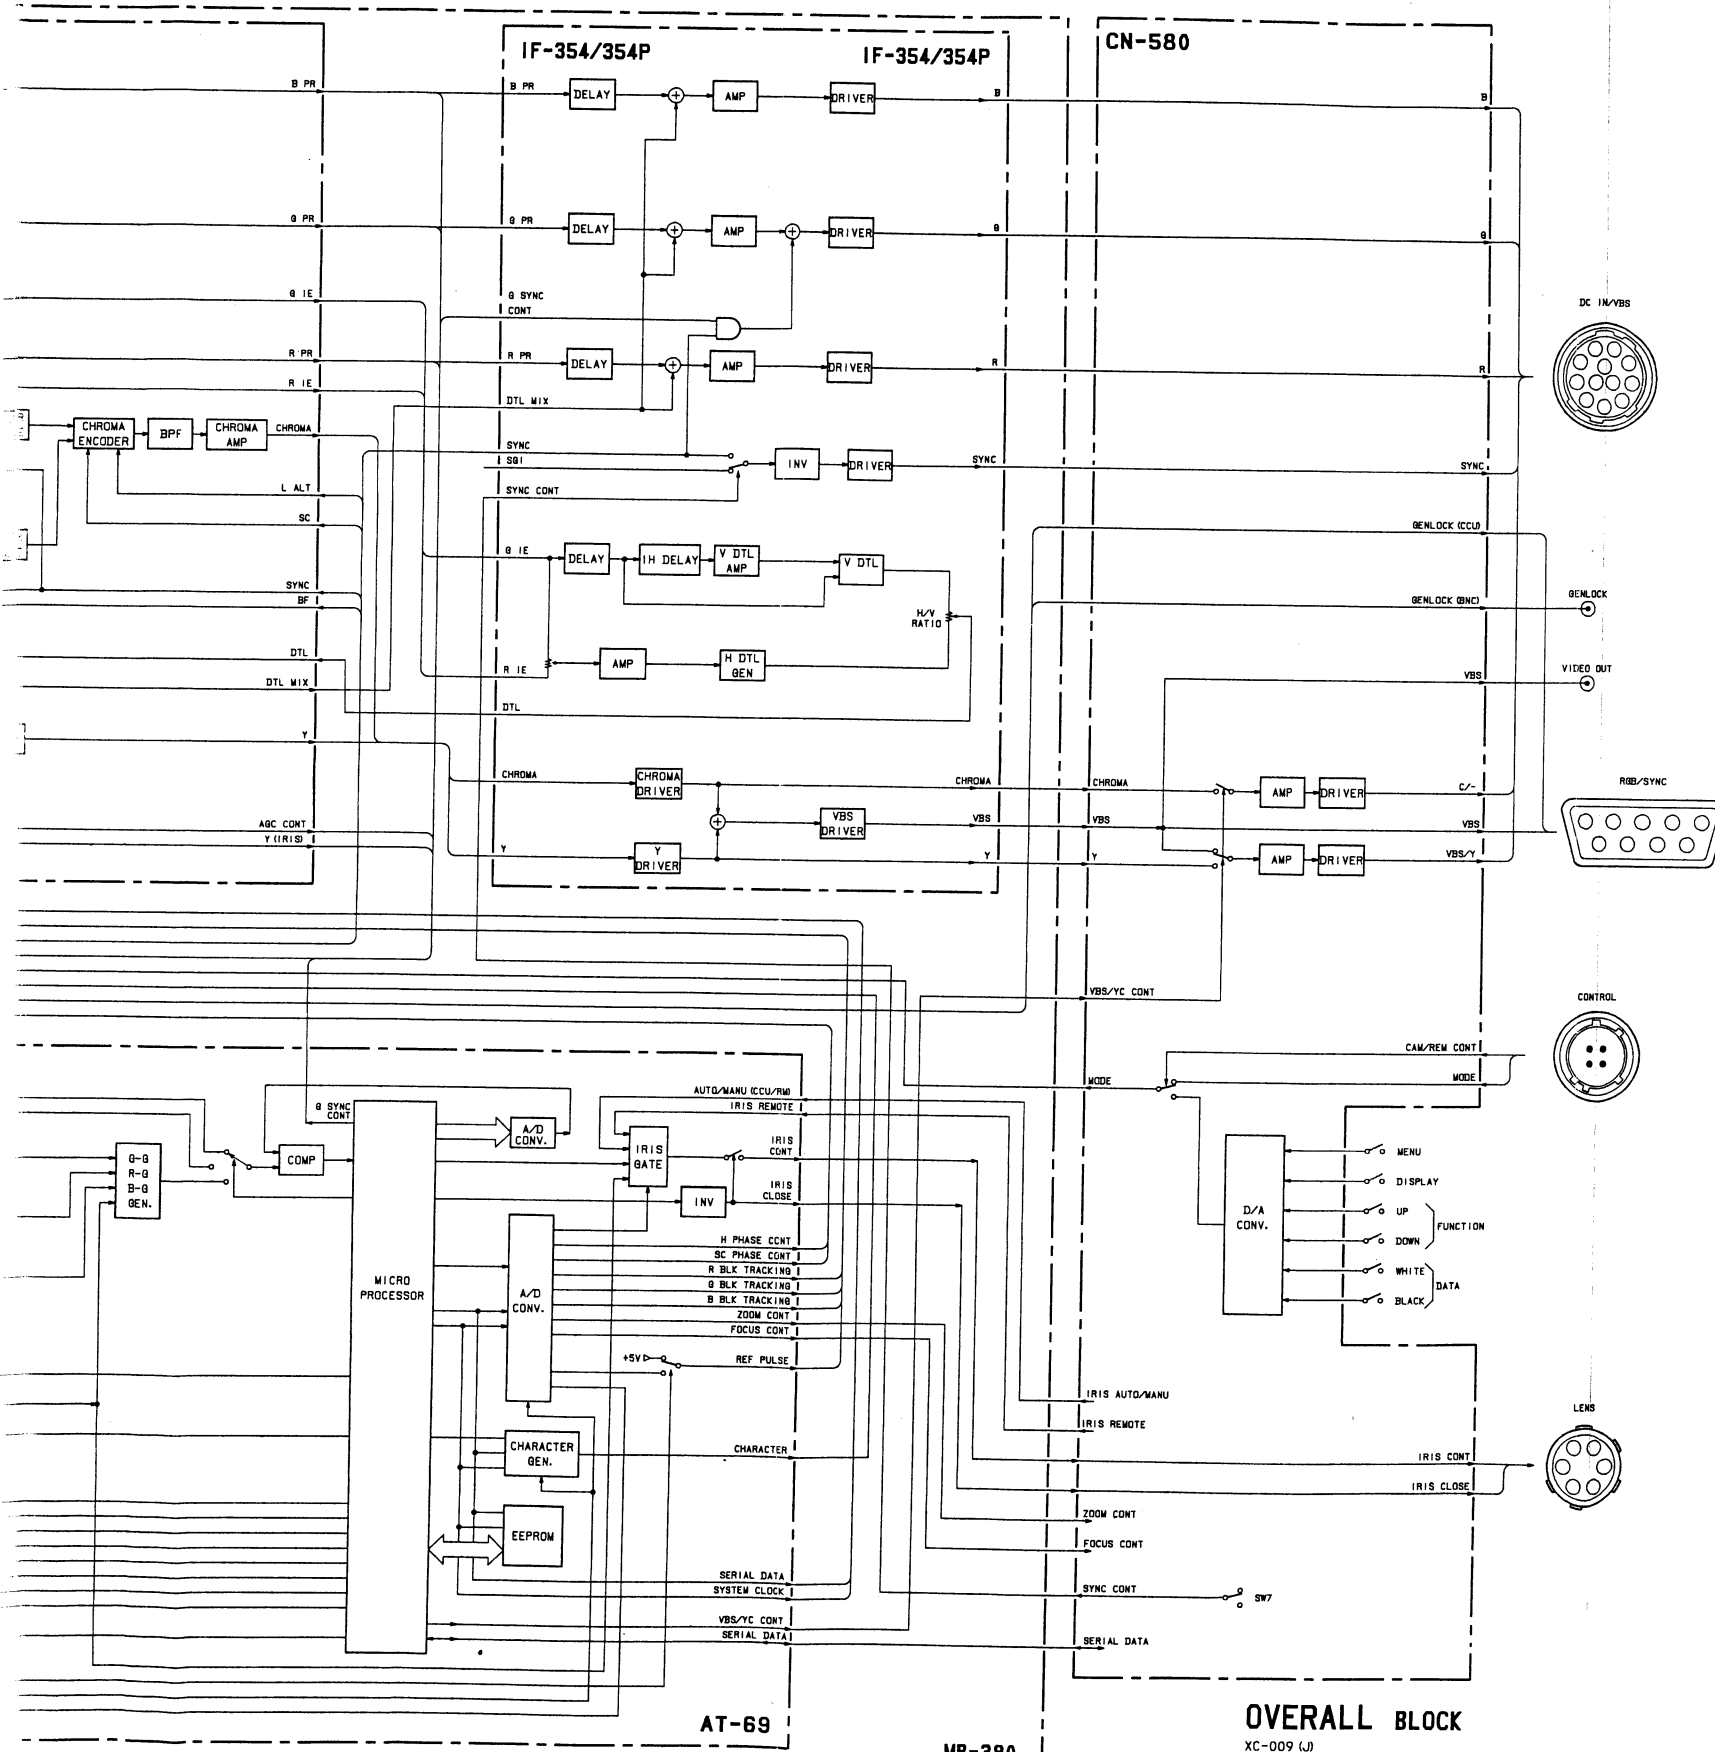 IF-354/354P
IF-354/354P
CN-580
B PR
B PR
DELAY
AMP
DRIVER
B
B
G PR
G PR
DELAY
AMP
DRIVER
G
G
G IE
G SYNC
CONT
DC IN/VBS
R PR
R PR
DELAY
AMP
DRIVER
R
R
R IE
DTL MIX
CHROMA
ENCODER
BPF
CHROMA
AMP
CHROMA
SYNC
SGI
INV
DRIVER
SYNC
SYNC
L ALT
SYNC CONT
SC
GENLOCK (CCU)
G IE
DELAY
1H DELAY
V DTL
AMP
V DTL
SYNC
BF
H/V
RATIO
GENLOCK (BNC)
GENLOCK
DTL
R IE
AMP
H DTL
GEN
VIDEO OUT
VBS
DTL MIX
DTL
Y
CHROMA
CHROMA
DRIVER
CHROMA
CHROMA
AMP
DRIVER
C/-
RGB/SYNC
AGC CONT
Y (IRIS)
VBS
DRIVER
VBS
VBS
VBS
Y
Y
DRIVER
Y
Y
AMP
DRIVER
VBS/Y
VBS/YC CONT
CONTROL
CAM/REM CONT
MODE
MODE
AUTO/MANU (CCU/RM)
IRIS REMOTE
G SYNC
CONT
A/D
CONV.
IRIS
GATE
IRIS
CONT
COMP
G-G
R-G
B-G
GEN.
INV
IRIS
CLOSE
MENU
DISPLAY
UP
DOWN
FUNCTION
WHITE
BLACK
DATA
D/A
CONV.
H PHASE CONT
SC PHASE CONT
R BLK TRACKING
G BLK TRACKING
B BLK TRACKING
ZOOM CONT
FOCUS CONT
MICRO
PROCESSOR
A/D
CONV.
+5V
REF PULSE
IRIS AUTO/MANU
IRIS REMOTE
LENS
CHARACTER
GEN.
CHARACTER
IRIS CONT
IRIS CLOSE
ZOOM CONT
FOCUS CONT
EEPROM
SERIAL DATA
SYSTEM CLOCK
SYNC CONT
SW7
VBS/YC CONT
SERIAL DATA
SERIAL DATA
AT-69
MB-380
OVERALL BLOCK
XC-009 (J)